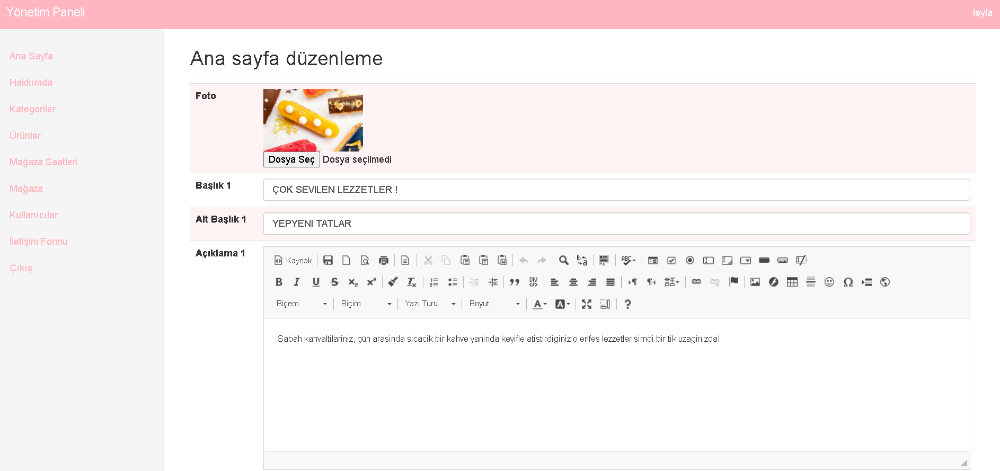 Yönetim Paneli
leyla
Ana Sayfa
Hakkımda
Kategoriler
Ürünler
Mağaza Saatleri
Mağaza
Kullanıcılar
İletişim Formu
Çıkış
Ana sayfa düzenleme
Foto
Dosya Seç Dosya seçilmedi
Başlık 1
ÇOK SEVILEN LEZZETLER !
Alt Başlık 1
YEPYENI TATLAR
Açıklama 1
Kaynak
Biçem Biçim Yazı Türü Boyut
Sabah kahvaltilariniz, gün arasinda sicacik bir kahve yaninda keyifle atistirdiginiz o enfes lezzetler simdi bir tik uzaginizda!